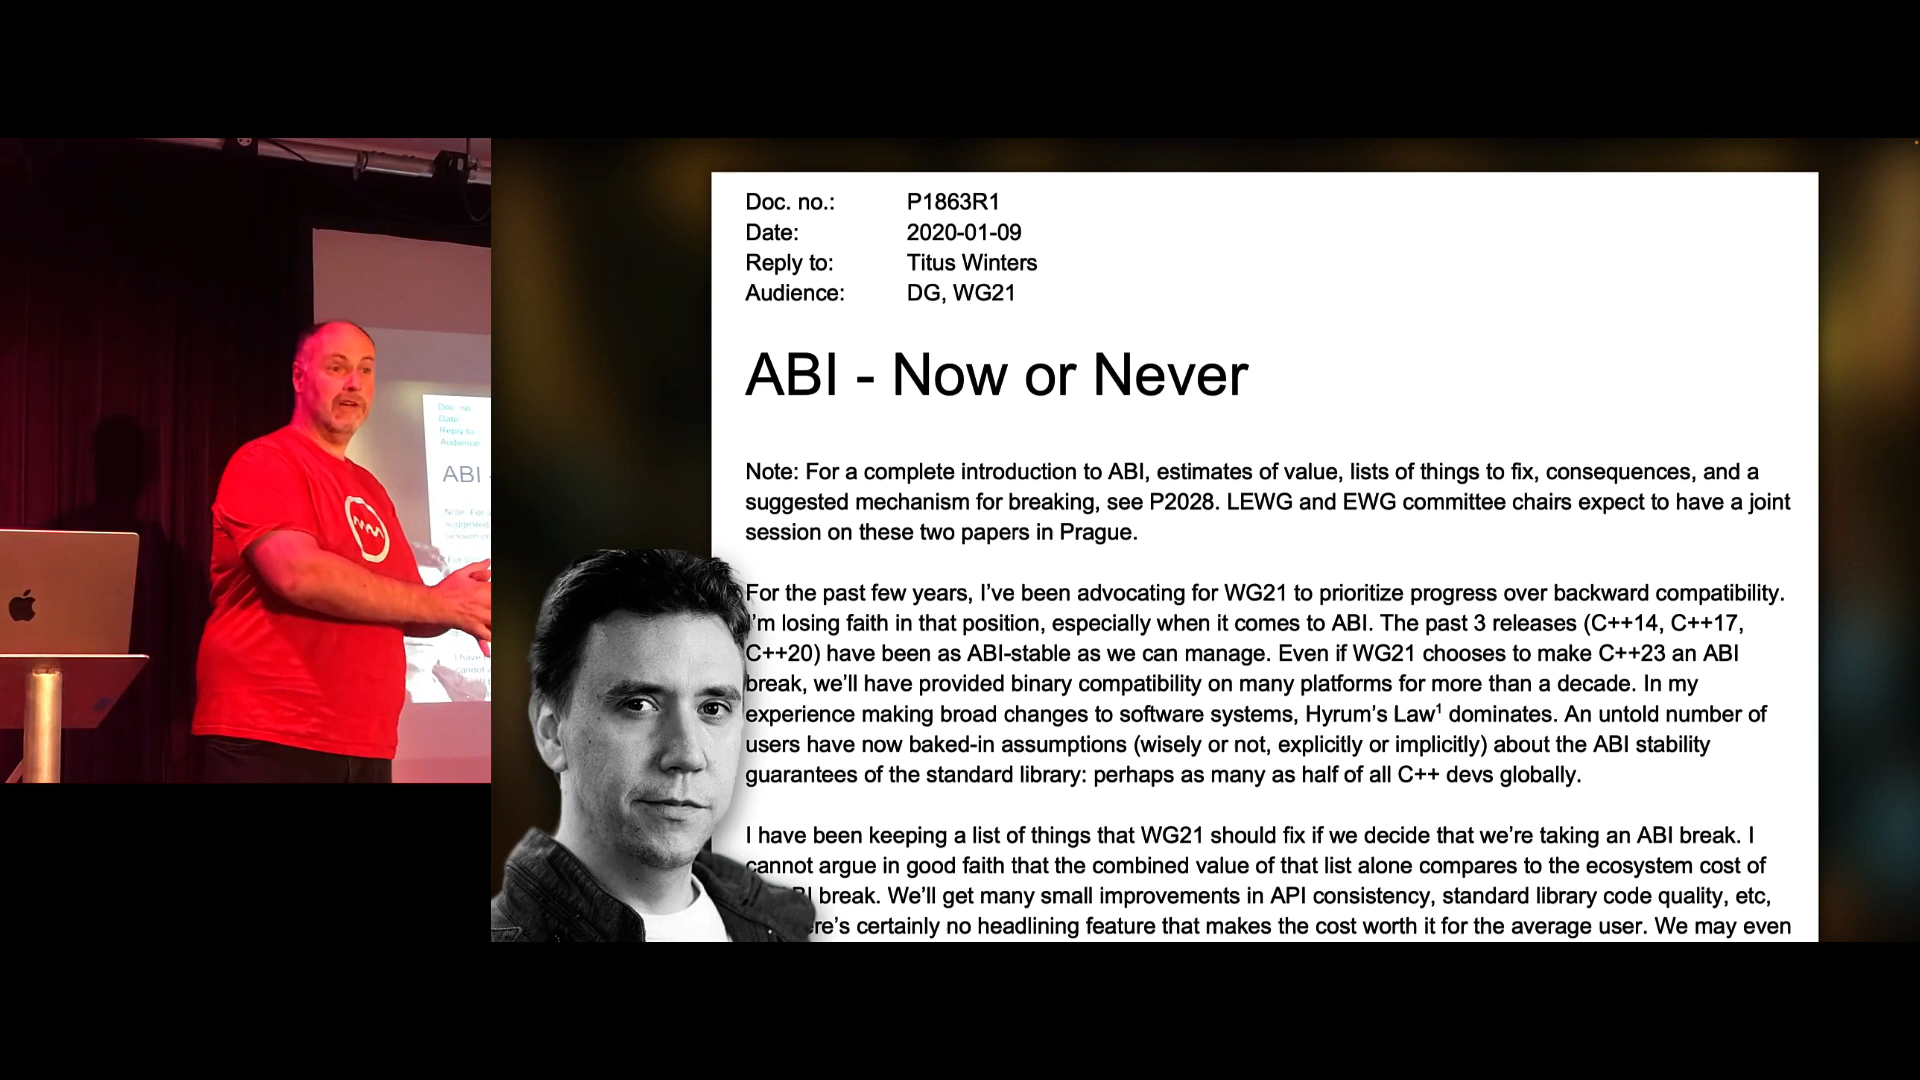 Doc. no.: P1863R1
Date: 2020-01-09
Reply to: Titus Winters
Audience: DG, WG21
ABI - Now or Never
Note: For a complete introduction to ABI, estimates of value, lists of things to fix, consequences, and a
suggested mechanism for breaking, see P2028. LEWG and EWG committee chairs expect to have a joint
session on these two papers in Prague.
For the past few years, I've been advocating for WG21 to prioritize progress over backward compatibility.
I'm losing faith in that position, especially when it comes to ABI. The past 3 releases (C++14, C++17,
C++20) have been as ABI-stable as we can manage. Even if WG21 chooses to make C++23 an ABI
break, we'll have provided binary compatibility on many platforms for more than a decade. In my
experience making broad changes to software systems, Hyrum's Law¹ dominates. An untold number of
users have now baked-in assumptions (wisely or not, explicitly or implicitly) about the ABI stability
guarantees of the standard library: perhaps as many as half of all C++ devs globally.
I have been keeping a list of things that WG21 should fix if we decide that we're taking an ABI break. I
cannot argue in good faith that the combined value of that list alone compares to the ecosystem cost of
break. We'll get many small improvements in API consistency, standard library code quality, etc,
certainly no headlining feature that makes the cost worth it for the average user. We may even
Doc. no.
Date:
Reply to:
Audience:
ABI -